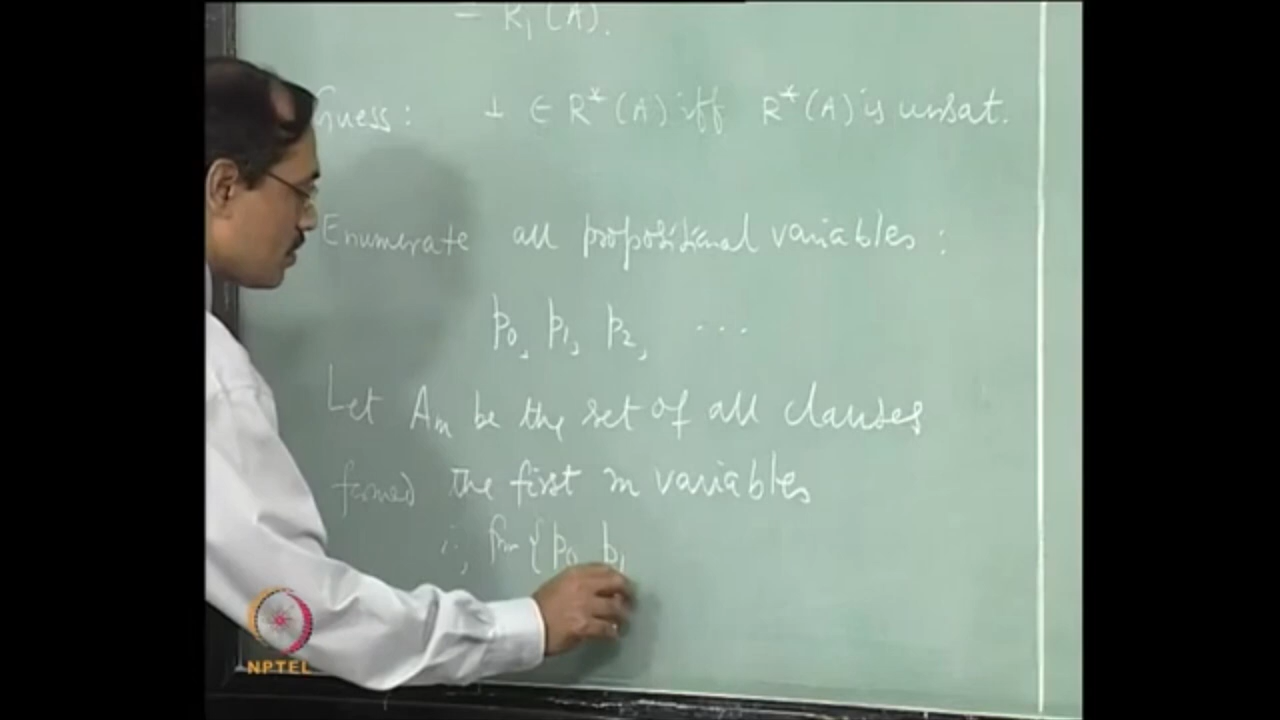 = R₁(A).
Guess: ⊥ ∈ R*(A) iff R*(A) is unsat.
Enumerate all propositional variables:
p₀, p₁, p₂, ...
Let Aₘ be the set of all clauses
formed the first m variables
from {p₀, p₁
NPTEL